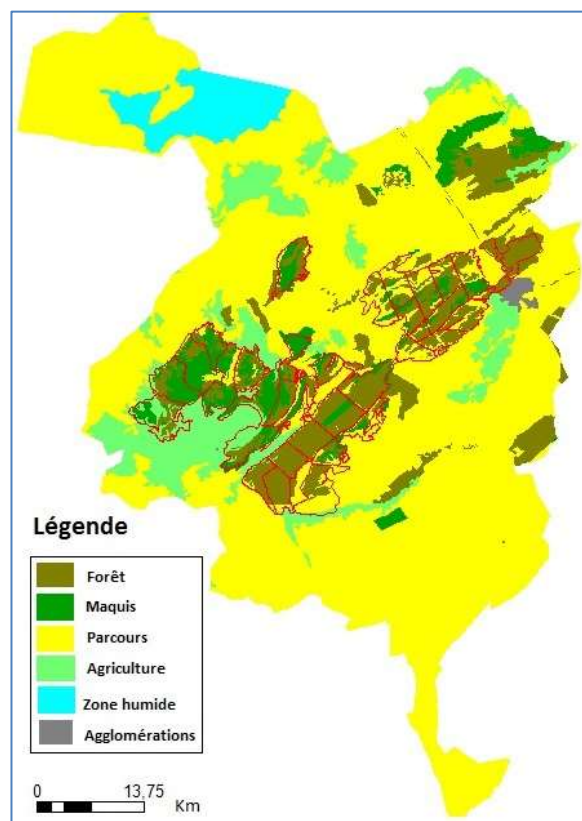 Légende
Forêt
Maquis
Parcours
Agriculture
Zone humide
Agglomérations
0 13,75
Km